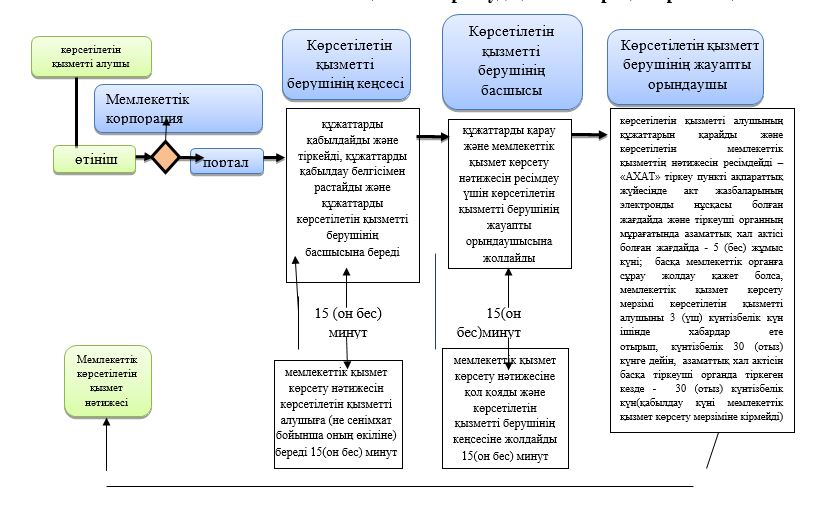 көрсетілетін
қызметті алушы
Мемлекеттік
корпорация
өтініш
портал
Көрсетілетін
қызметті
берушінің кеңсесі
құжаттарды
қабылдайды және
тіркейді, құжаттарды
қабылдау белгісімен
растайды және
құжаттарды
көрсетілетін қызметті
берушінің
басшысына береді
15 (он бес)
минут
мемлекеттік қызмет
көрсету нәтижесін
көрсетілетін қызметті
алушыға (не сенімхат
бойынша оның өкіліне)
береді 15(он бес) минут
Көрсетілетін
қызметті
берушінің
басшысы
құжаттарды қарау
және мемлекеттік
қызмет көрсету
нәтижесін ресімдеу
үшін көрсетілетін
қызметті берушінің
жауапты
орындаушысына
жолдайды
15(он
бес)минут
мемлекеттік қызмет
көрсету нәтижесіне
қол қояды және
көрсетілетін
қызметті берушінің
кеңсесіне жолдайды
15(он бес) минут
Көрсетілетін қызметт
берушінің жауапты
орындаушы
көрсетілетін қызметті алушының
құжаттарын қарайды және
көрсетілетін мемлекеттік
қызметтің нәтижесін ресімдейді –
«АХАТ» тіркеу пункті ақпараттық
жүйесінде акт жазбаларының
электронды нұсқасы болған
жағдайда және тіркеуші органның
мұрағатында азаматтық хал актісі
болған жағдайда - 5 (бес) жұмыс
күні; басқа мемлекеттік органға
сұрау жолдау қажет болса,
мемлекеттік қызмет көрсету
мерзімі көрсетілетін қызметті
алушыны 3 (үш) күнтізбелік күн
ішінде хабардар ете
отырып, күнтізбелік 30 (отыз)
күнге дейін, азаматтық хал актісін
басқа тіркеуші органда тіркеген
кезде - 30 (отыз) күнтізбелік
күн(қабылдау күні мемлекеттік
қызмет көрсету мерзіміне кірмейді)
Мемлекеттік
көрсетілетін
қызмет
нәтижесі